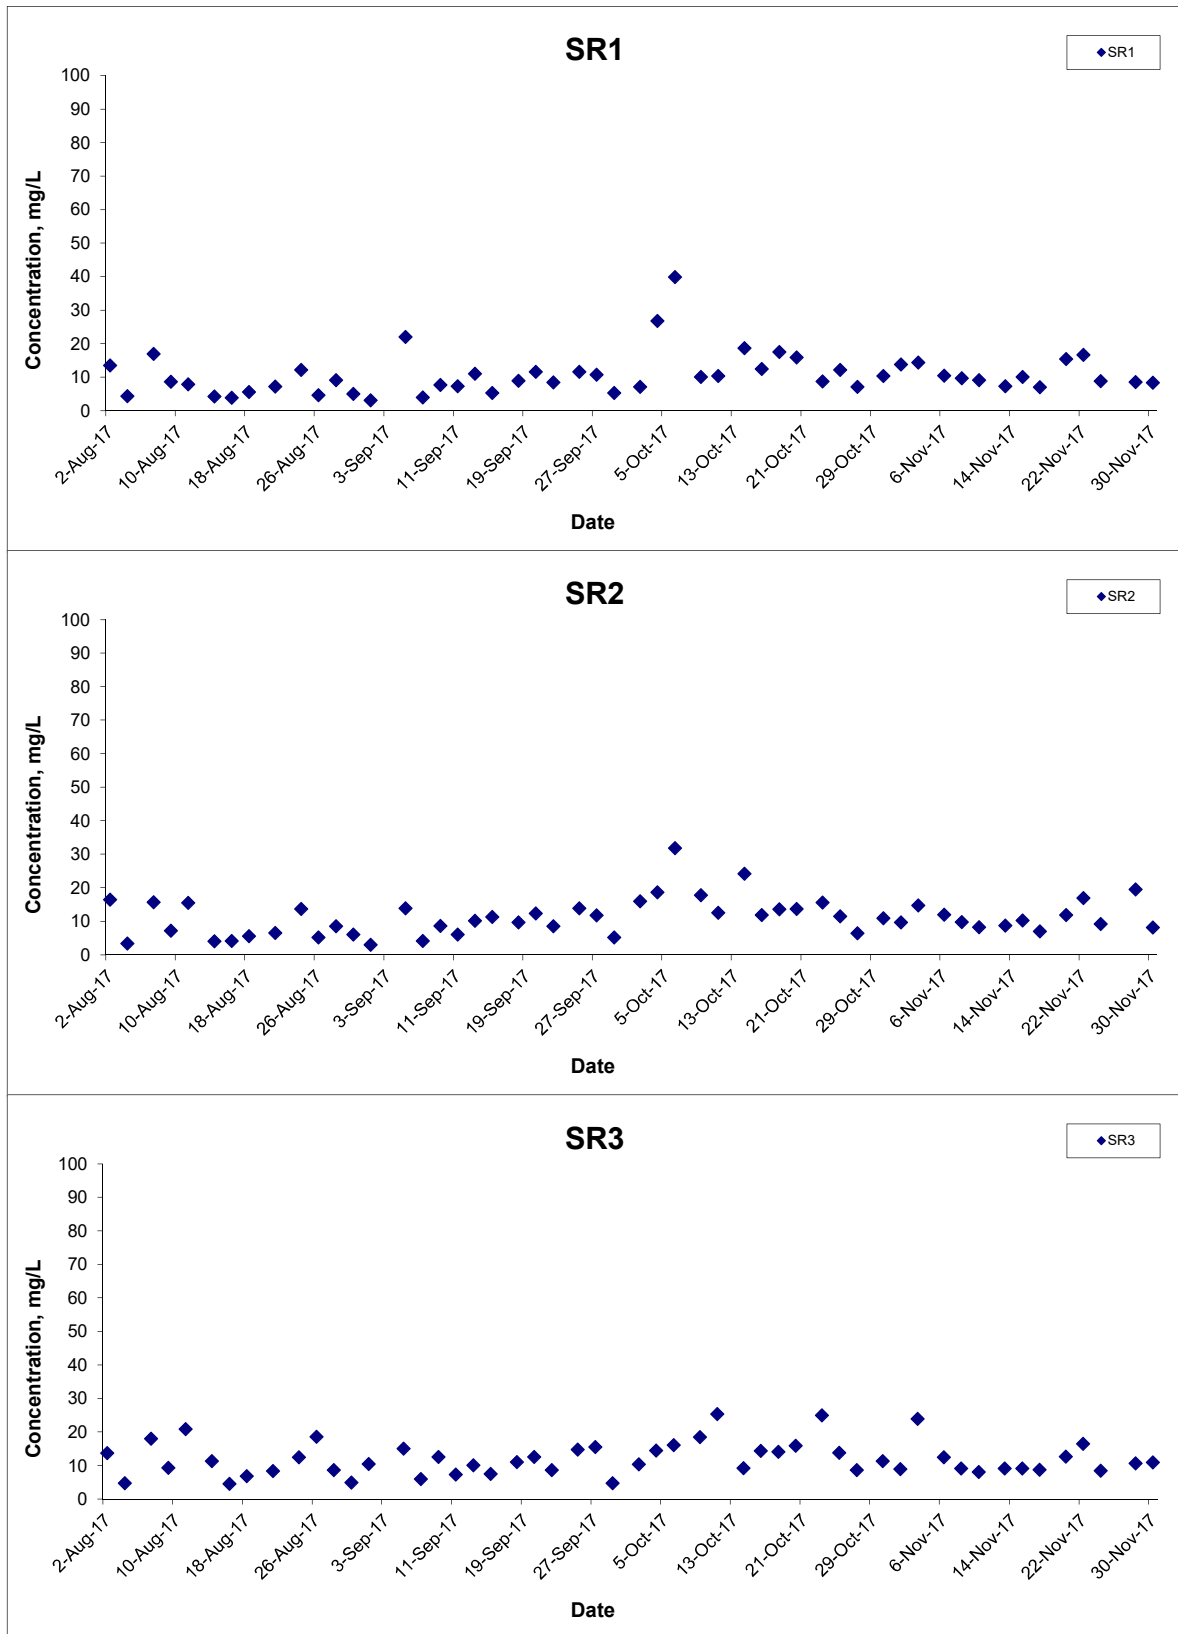 SR1
SR1
100
90
80
70
60
50
40
30
20
10
0
Concentration, mg/L
2-Aug-17
10-Aug-17
18-Aug-17
26-Aug-17
3-Sep-17
11-Sep-17
19-Sep-17
27-Sep-17
5-Oct-17
13-Oct-17
21-Oct-17
29-Oct-17
6-Nov-17
14-Nov-17
22-Nov-17
30-Nov-17
Date
SR2
SR2
100
90
80
70
60
50
40
30
20
10
0
Concentration, mg/L
2-Aug-17
10-Aug-17
18-Aug-17
26-Aug-17
3-Sep-17
11-Sep-17
19-Sep-17
27-Sep-17
5-Oct-17
13-Oct-17
21-Oct-17
29-Oct-17
6-Nov-17
14-Nov-17
22-Nov-17
30-Nov-17
Date
SR3
SR3
100
90
80
70
60
50
40
30
20
10
0
Concentration, mg/L
2-Aug-17
10-Aug-17
18-Aug-17
26-Aug-17
3-Sep-17
11-Sep-17
19-Sep-17
27-Sep-17
5-Oct-17
13-Oct-17
21-Oct-17
29-Oct-17
6-Nov-17
14-Nov-17
22-Nov-17
30-Nov-17
Date